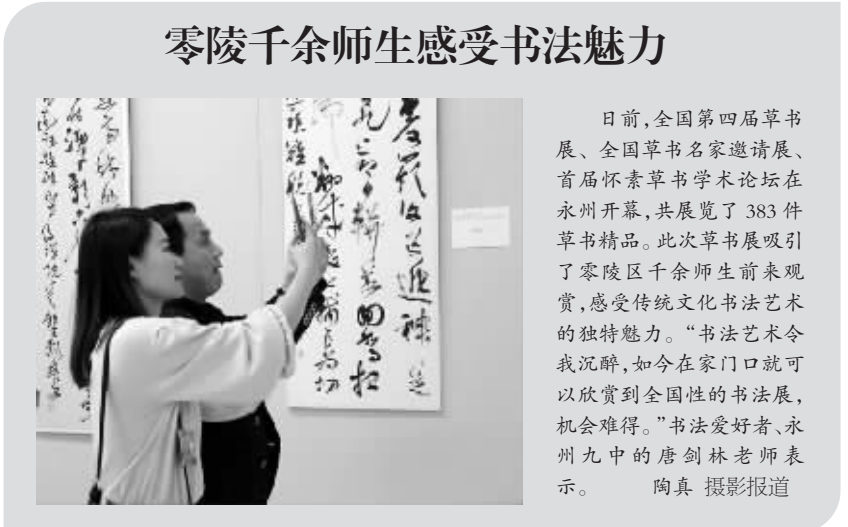 零陵千余师生感受书法魅力
日前,全国第四届草书
展、全国草书名家邀请展、
首届怀素草书学术论坛在
永州开幕,共展览了 383 件
草书精品。此次草书展吸引
了零陵区千余师生前来观
赏,感受传统文化书法艺术
的独特魅力。“书法艺术令
我沉醉,如今在家门口就可
以欣赏到全国性的书法展,
机会难得。”书法爱好者、永
州九中的唐剑林老师表
示。 陶真 摄影报道